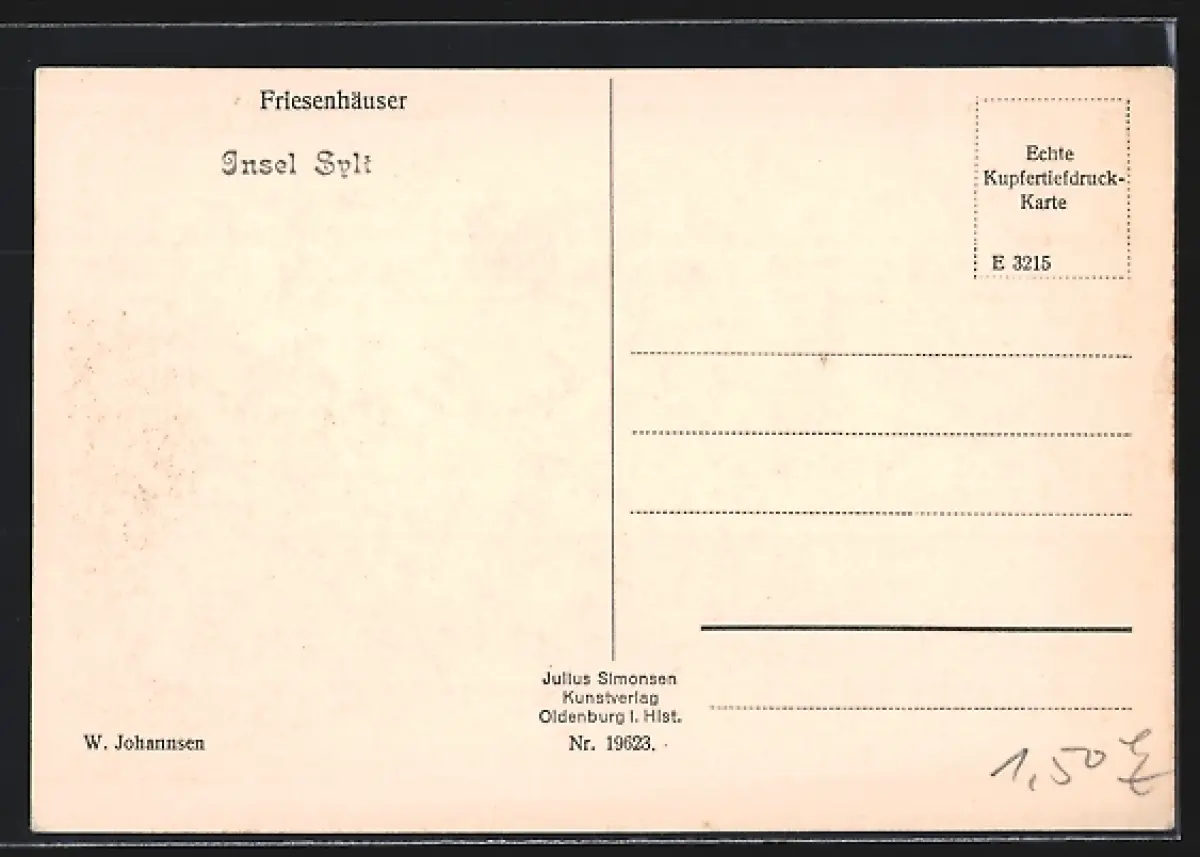 Friesenhäuser
Insel Sylt
Echte
Kupfertiefdruck-
Karte
E 3215
Julius Simonsen
Kunstverlag
Oldenburg i. Hlst.
Nr. 19623.
W. Johannsen
1,50